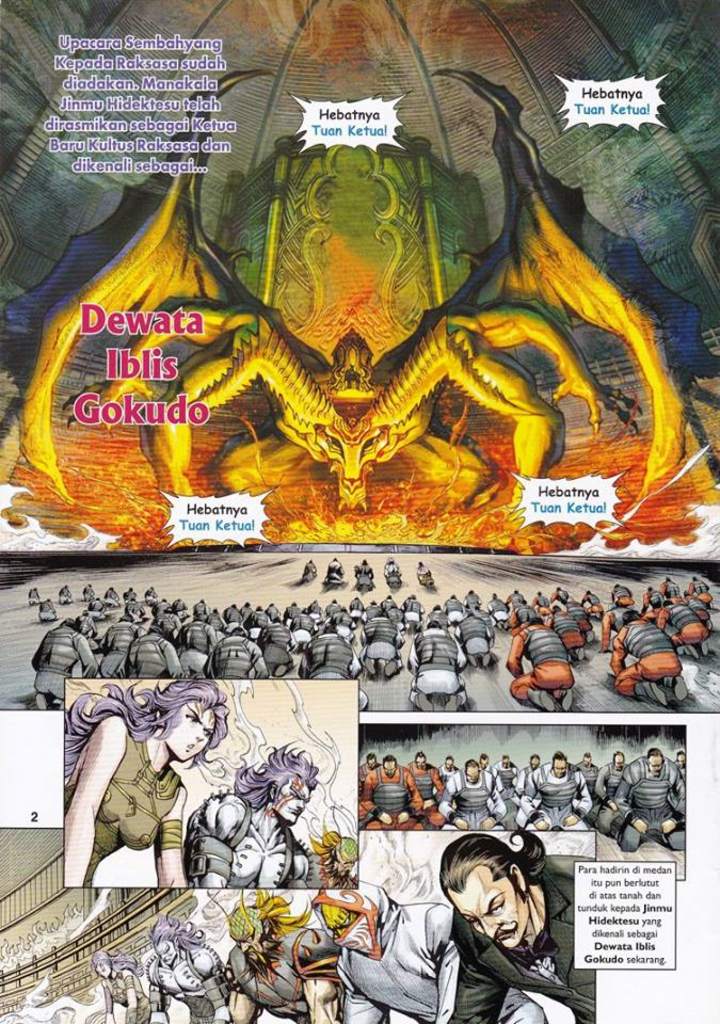 Upacara Sembahyang
Kepada Raksasa sudah
diadakan. Manakala
Jinmu Hidektesu telah
dirasmikan sebagai Ketua
Baru Kultus Raksasa dan
dikenali sebagai...
Hebatnya
Tuan Ketua!
Hebatnya
Tuan Ketua!
Dewata
Iblis
Gokudo
Hebatnya
Tuan Ketua!
Hebatnya
Tuan Ketua!
2
Para hadirin di medan
itu pun berlutut
di atas tanah dan
tunduk kepada Jinmu
Hidektesu yang
dikenali sebagai
Dewata Iblis
Gokudo sekarang.